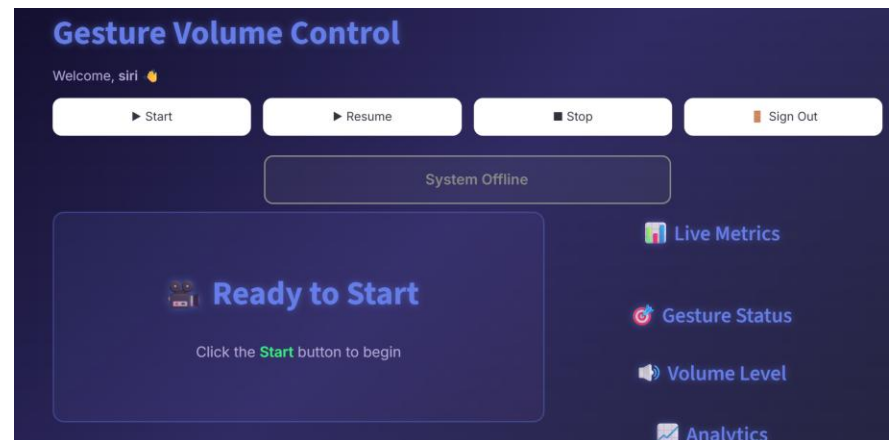 Gesture Volume Control
Welcome, siri 👋
▶ Start
▶ Resume
■ Stop
🚪 Sign Out
System Offline
📊 Live Metrics
🎥 Ready to Start
Click the Start button to begin
🎯 Gesture Status
🔊 Volume Level
📈 Analytics